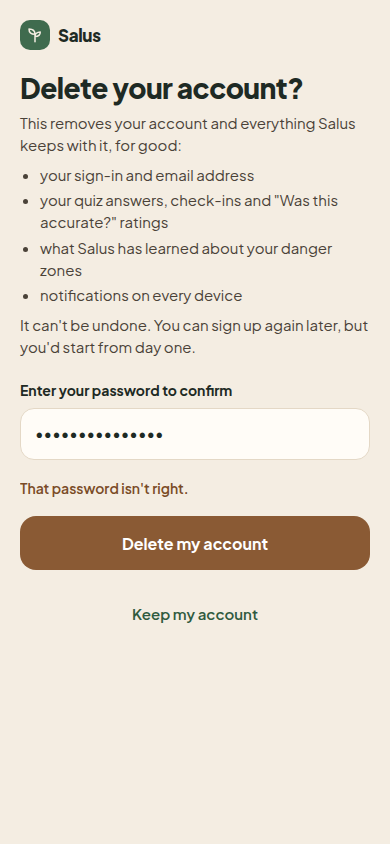 Salus
Delete your account?
This removes your account and everything Salus
keeps with it, for good:
• your sign-in and email address
• your quiz answers, check-ins and "Was this
accurate?" ratings
• what Salus has learned about your danger
zones
• notifications on every device
It can't be undone. You can sign up again later, but
you'd start from day one.
Enter your password to confirm
•••••••••••••••
That password isn't right.
Delete my account
Keep my account